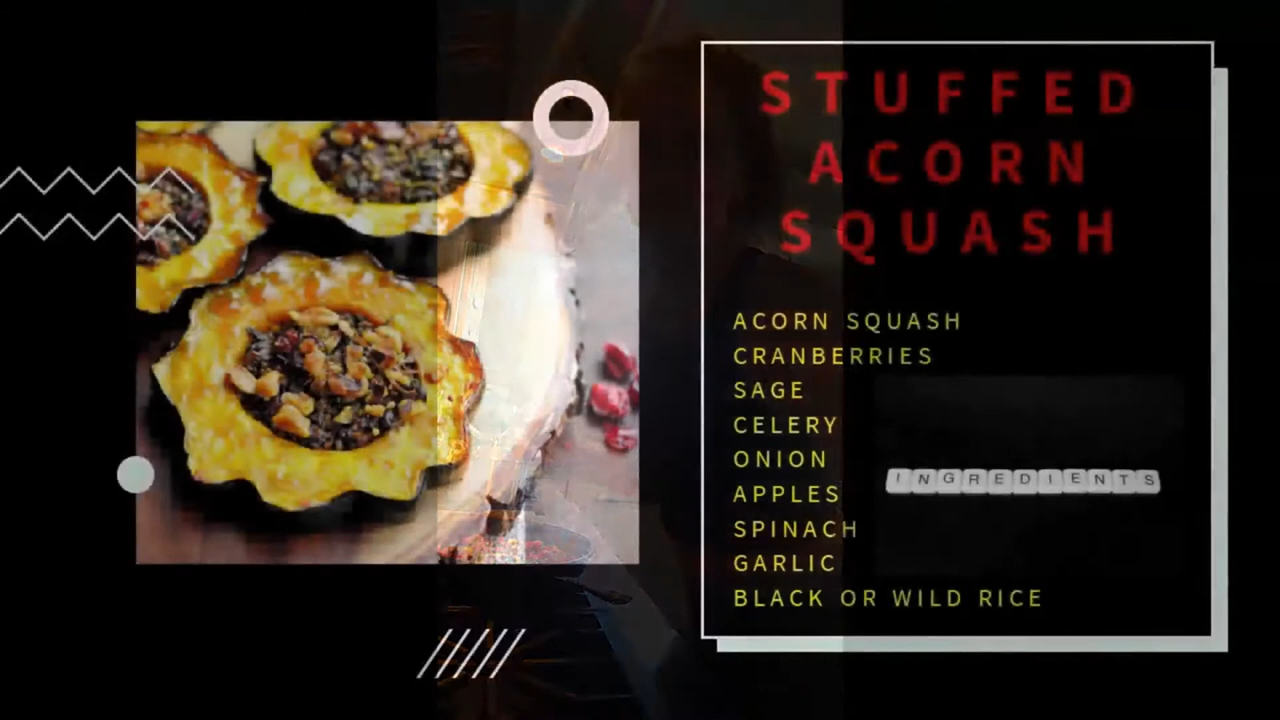 STUFFED
ACORN
SQUASH
ACORN SQUASH
CRANBERRIES
SAGE
CELERY
ONION
APPLES
SPINACH
GARLIC
BLACK OR WILD RICE
INGREDIENTS